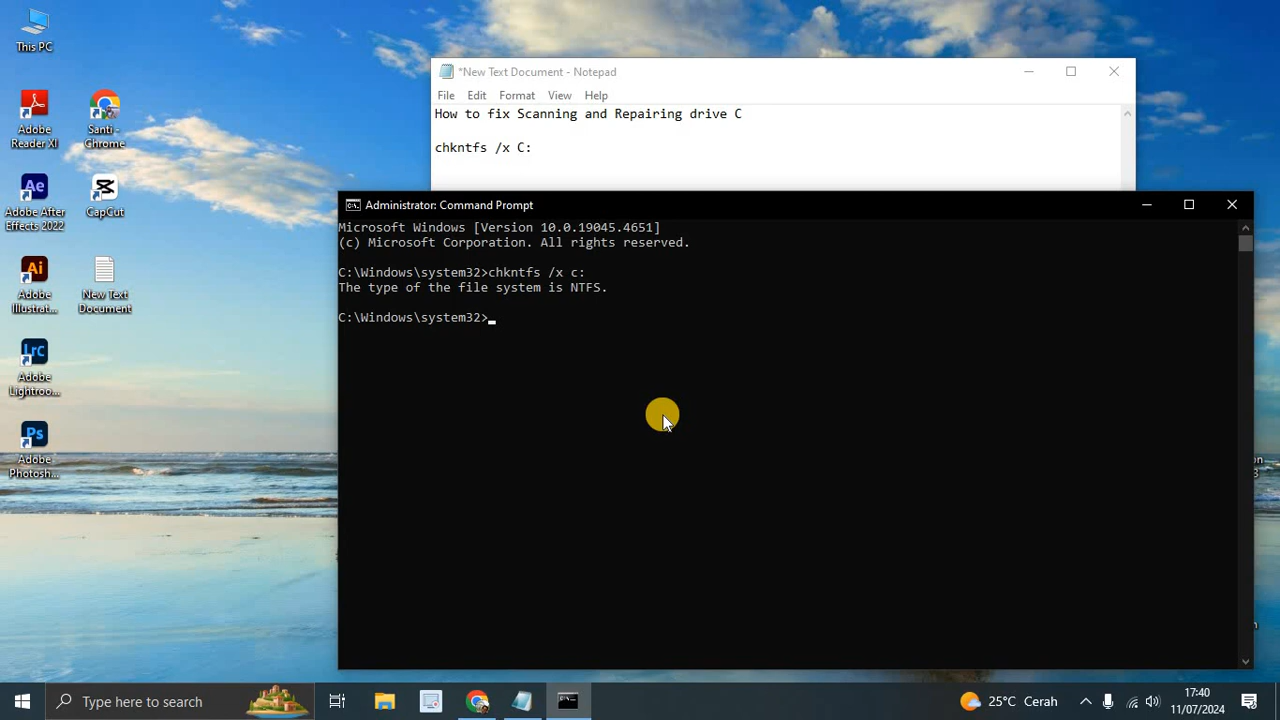 This PC
Adobe
Reader XI
Santi -
Chrome
Adobe After
Effects 2022
CapCut
Adobe
Illustrat...
New Text
Document
Adobe
Lightroo...
Adobe
Photosh...
*New Text Document - Notepad
File Edit Format View Help
How to fix Scanning and Repairing drive C
chkntfs /x C:
Administrator: Command Prompt
Microsoft Windows [Version 10.0.19045.4651]
(c) Microsoft Corporation. All rights reserved.
C:\Windows\system32>chkntfs /x c:
The type of the file system is NTFS.
C:\Windows\system32>
Type here to search
25°C Cerah
17:40
11/07/2024